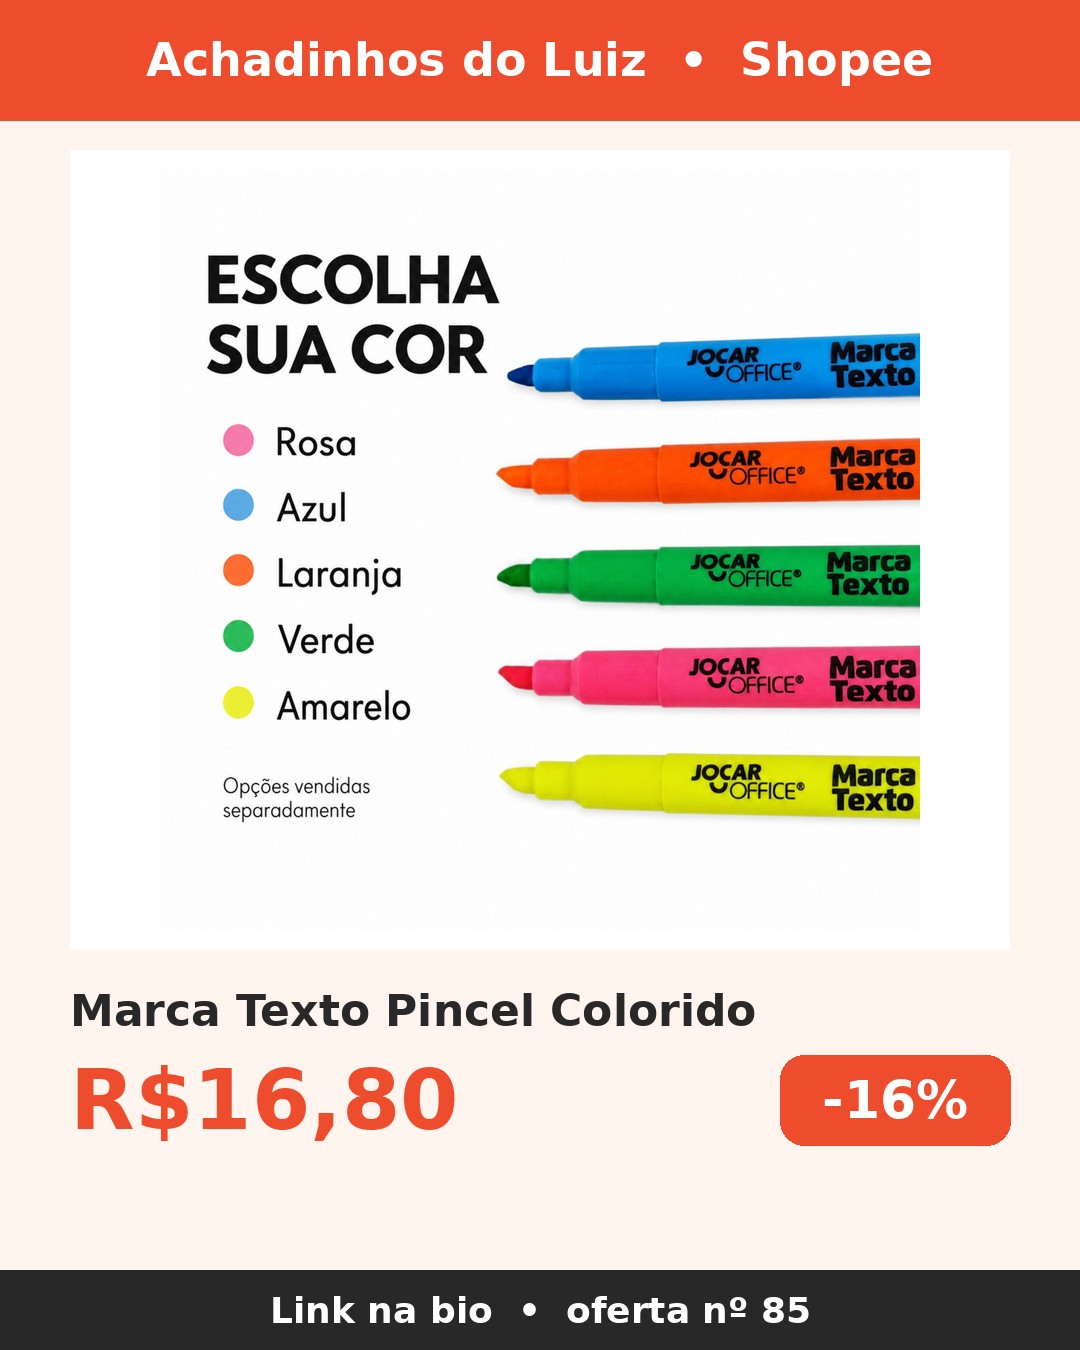 Achadinhos do Luiz • Shopee
ESCOLHA
SUA COR
Rosa
Azul
Laranja
Verde
Amarelo
Opções vendidas
separadamente
JOCAR OFFICE® Marca Texto
JOCAR OFFICE® Marca Texto
JOCAR OFFICE® Marca Texto
JOCAR OFFICE® Marca Texto
JOCAR OFFICE® Marca Texto
Marca Texto Pincel Colorido
R$16,80
-16%
Link na bio • oferta nº 85